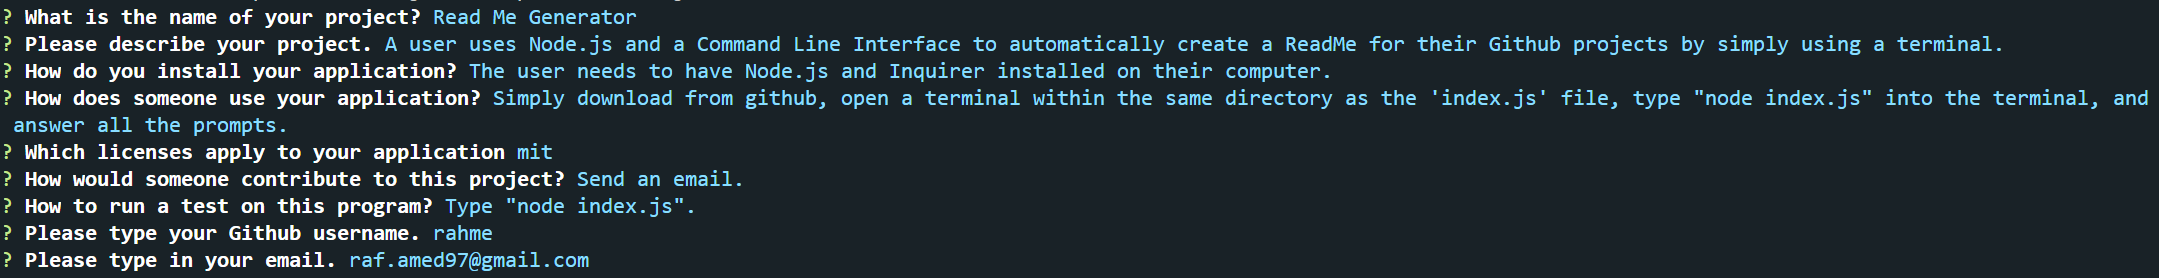 ? What is the name of your project? Read Me Generator
? Please describe your project. A user uses Node.js and a Command Line Interface to automatically create a ReadMe for their Github projects by simply using a terminal.
? How do you install your application? The user needs to have Node.js and Inquirer installed on their computer.
? How does someone use your application? Simply download from github, open a terminal within the same directory as the 'index.js' file, type "node index.js" into the terminal, and
answer all the prompts.
? Which licenses apply to your application mit
? How would someone contribute to this project? Send an email.
? How to run a test on this program? Type "node index.js".
? Please type your Github username. rahme
? Please type in your email. raf.amed97@gmail.com